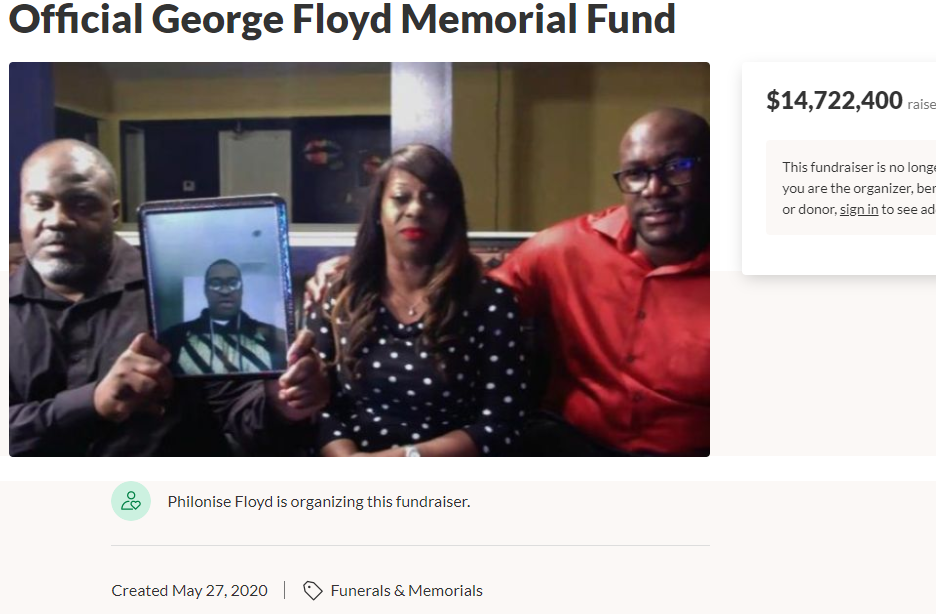 Official George Floyd Memorial Fund
$14,722,400 raise
This fundraiser is no longe
you are the organizer, ber
or donor, sign in to see ad
Philonise Floyd is organizing this fundraiser.
Created May 27, 2020 | Funerals & Memorials